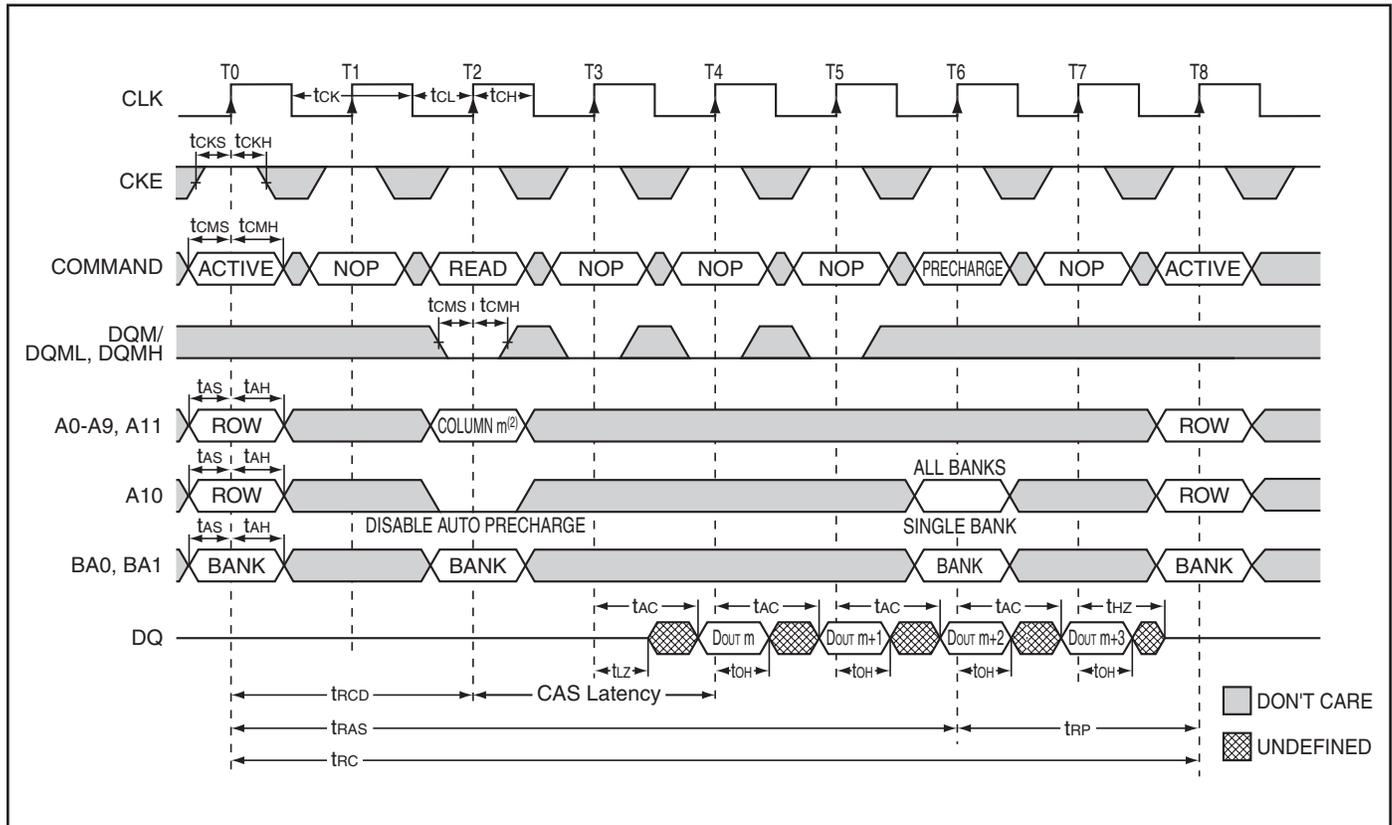 T0 T1 T2 T3 T4 T5 T6 T7 T8
CLK tCK tCL tCH
tCKS tCKH
CKE
tCMS tCMH
COMMAND ACTIVE NOP READ NOP NOP NOP PRECHARGE NOP ACTIVE
tCMS tCMH
DQM/
DQML, DQMH
tAS tAH
A0-A9, A11 ROW COLUMN m(2) ROW
tAS tAH
ALL BANKS
A10 ROW ROW
DISABLE AUTO PRECHARGE SINGLE BANK
tAS tAH
BA0, BA1 BANK BANK BANK BANK
tAC tAC tAC tAC tHZ
DQ DOUT m DOUT m+1 DOUT m+2 DOUT m+3
tLZ tOH tOH tOH tOH
tRCD CAS Latency
DON'T CARE
tRAS tRP
UNDEFINED
tRC